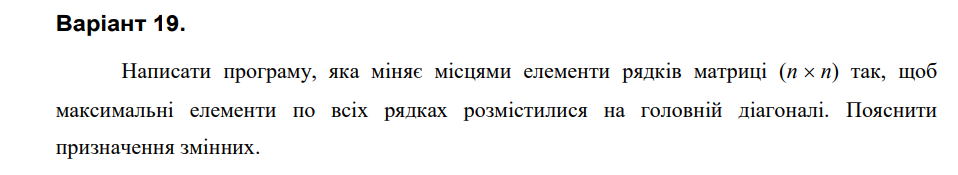 Варіант 19.
Написати програму, яка міняє місцями елементи рядків матриці (n × n) так, щоб
максимальні елементи по всіх рядках розмістилися на головній діагоналі. Пояснити
призначення змінних.